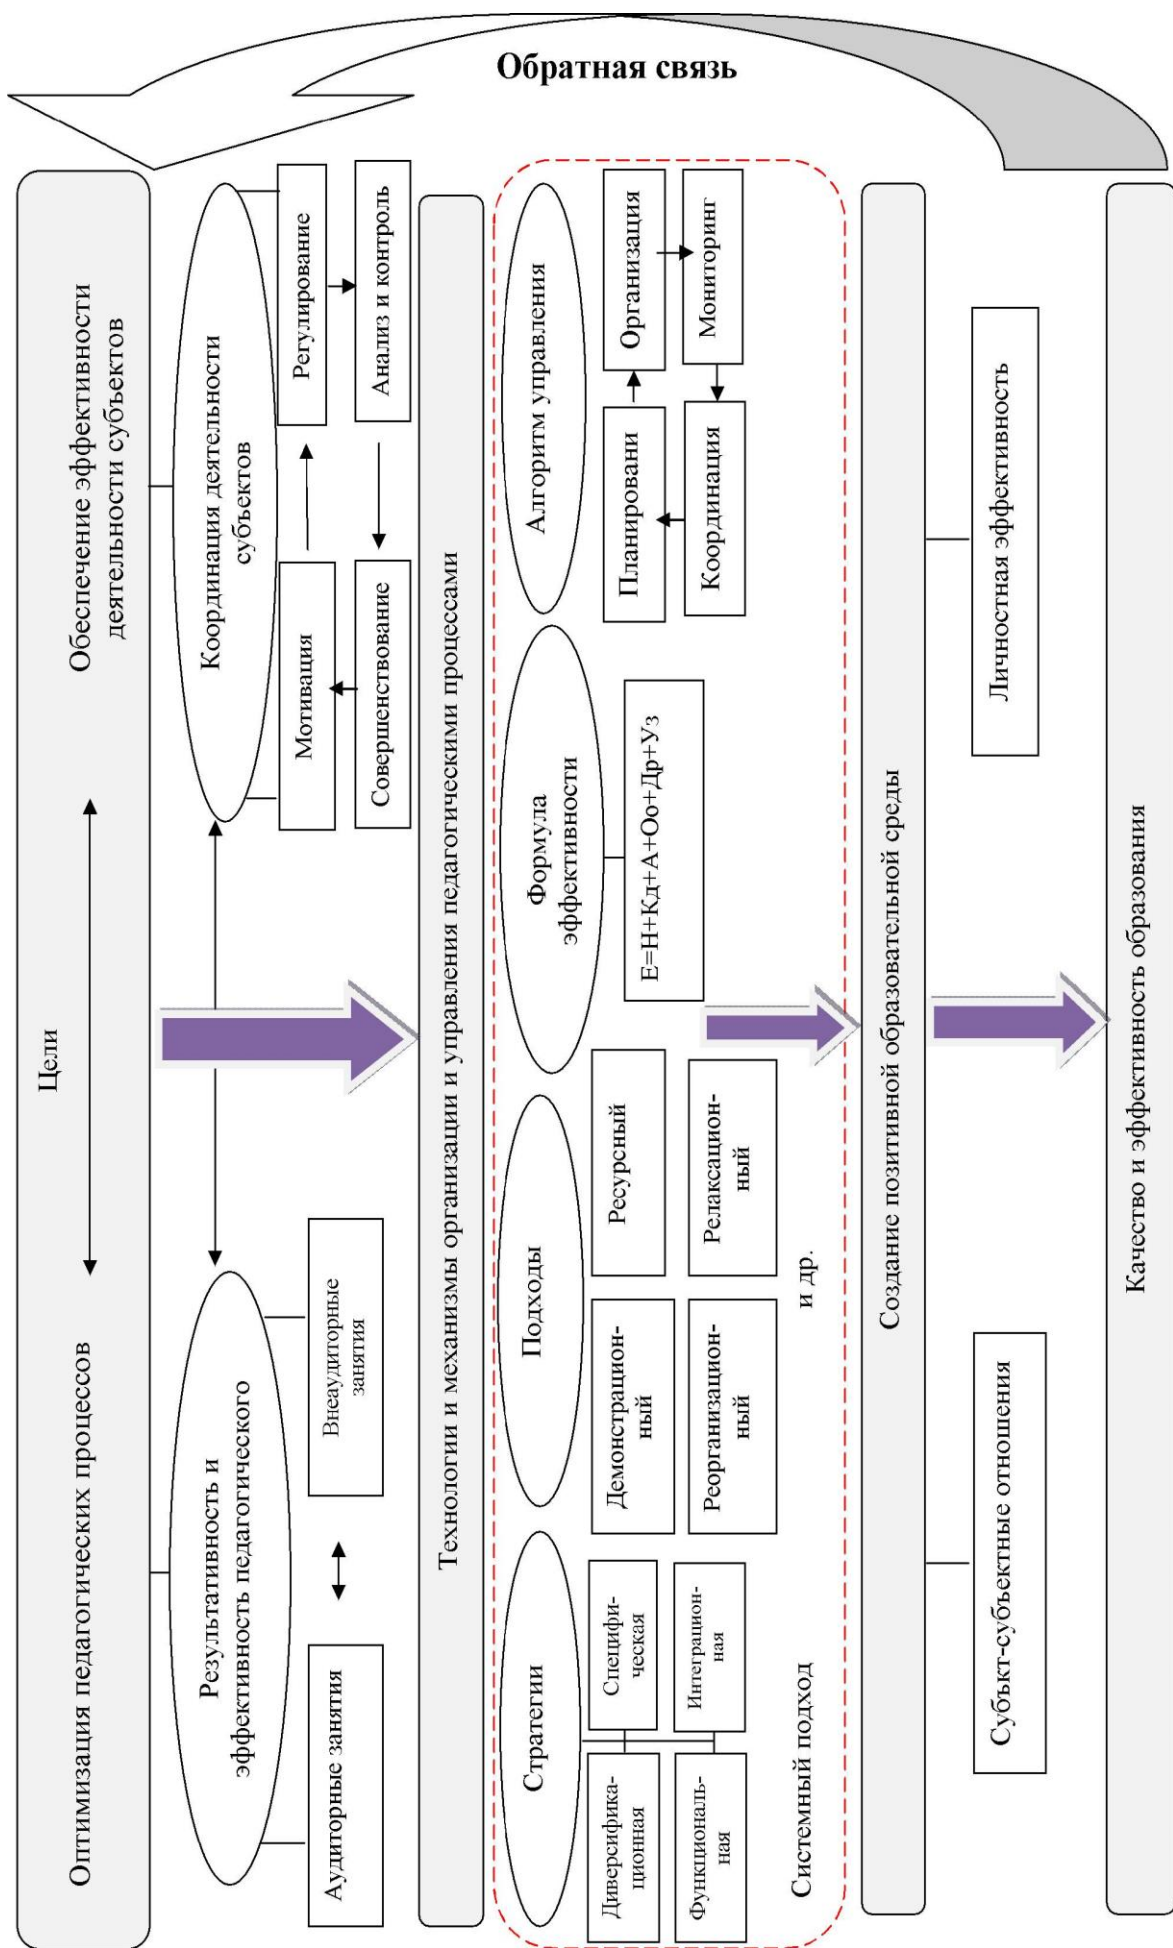 Обратная связь
Цели
Оптимизация педагогических процессов
Обеспечение эффективности
деятельности субъектов
Результативность и
эффективность педагогического
Аудиторные занятия
Внеаудиторные
занятия
Координация деятельности
субъектов
Мотивация
Регулирование
Совершенствование
Анализ и контроль
Технологии и механизмы организации и управления педагогическими процессами
Стратегии
Диверсифика-
ционная
Специфи-
ческая
Функциональ-
ная
Интеграцион-
ная
Подходы
Демонстрацион-
ный
Ресурсный
Реорганизационный
Релаксацион-
ный
и др.
Формула
эффективности
Е=Н+Кд+А+Оо+Др+Уз
Алгоритм управления
Планировани
Организация
Координация
Мониторинг
Системный подход
Создание позитивной образовательной среды
Субъкт-субъектные отношения
Личностная эффективность
Качество и эффективность образования